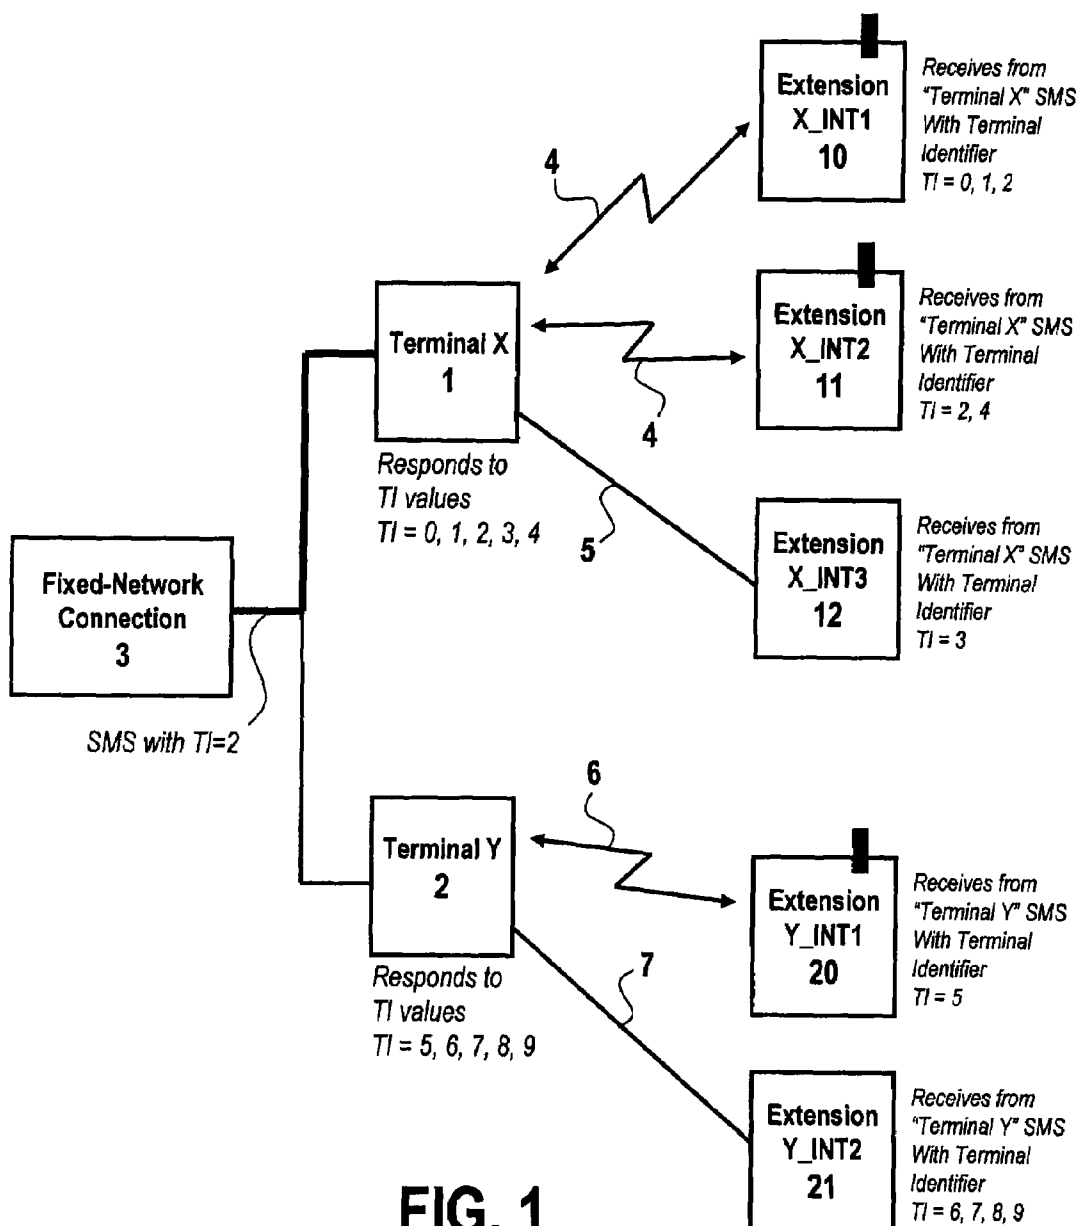 Extension
X_INT1
10
Receives from
"Terminal X" SMS
With Terminal
Identifier
TI = 0, 1, 2
4
Extension
X_INT2
11
Receives from
"Terminal X" SMS
With Terminal
Identifier
TI = 2, 4
4
Terminal X
1
Responds to
TI values
TI = 0, 1, 2, 3, 4
5
Extension
X_INT3
12
Receives from
"Terminal X" SMS
With Terminal
Identifier
TI = 3
Fixed-Network
Connection
3
SMS with TI=2
6
Terminal Y
2
Responds to
TI values
TI = 5, 6, 7, 8, 9
Extension
Y_INT1
20
Receives from
"Terminal Y" SMS
With Terminal
Identifier
TI = 5
7
Extension
Y_INT2
21
Receives from
"Terminal Y" SMS
With Terminal
Identifier
TI = 6, 7, 8, 9
FIG. 1